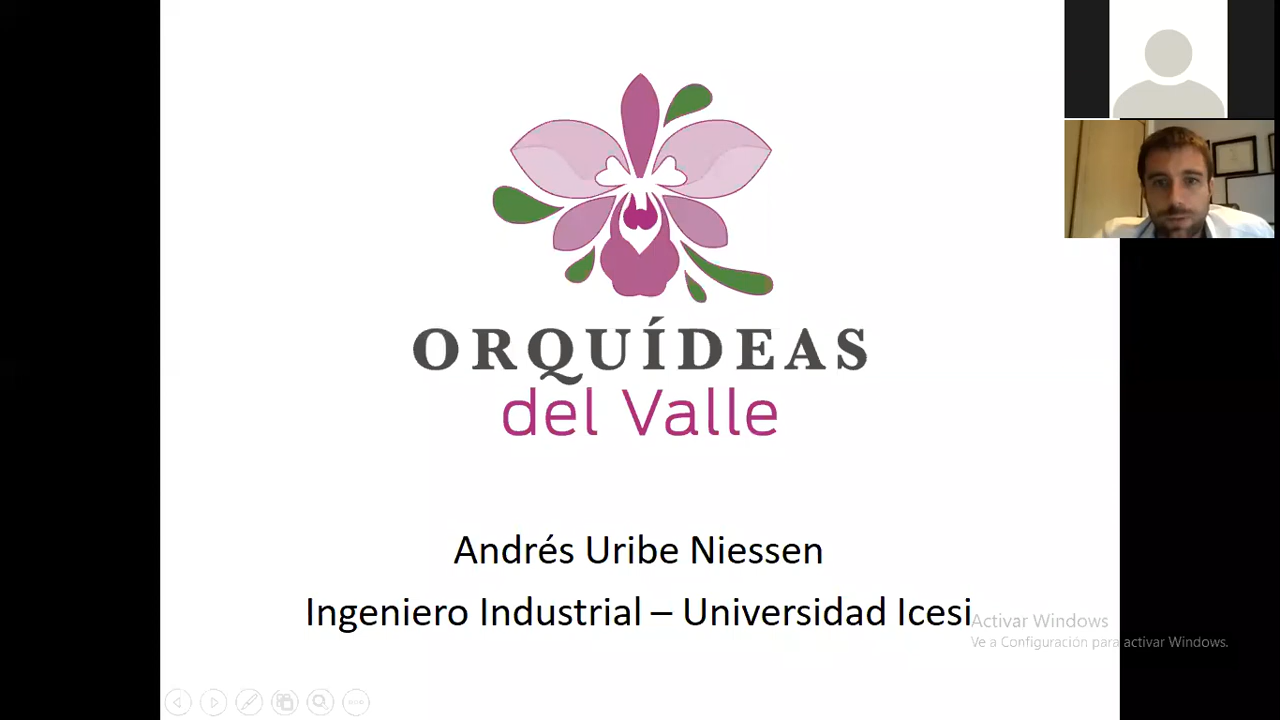 ORQUÍDEAS
del Valle
Andrés Uribe Niessen
Ingeniero Industrial – Universidad Icesi
Activar Windows
Ve a Configuración para activar Windows.